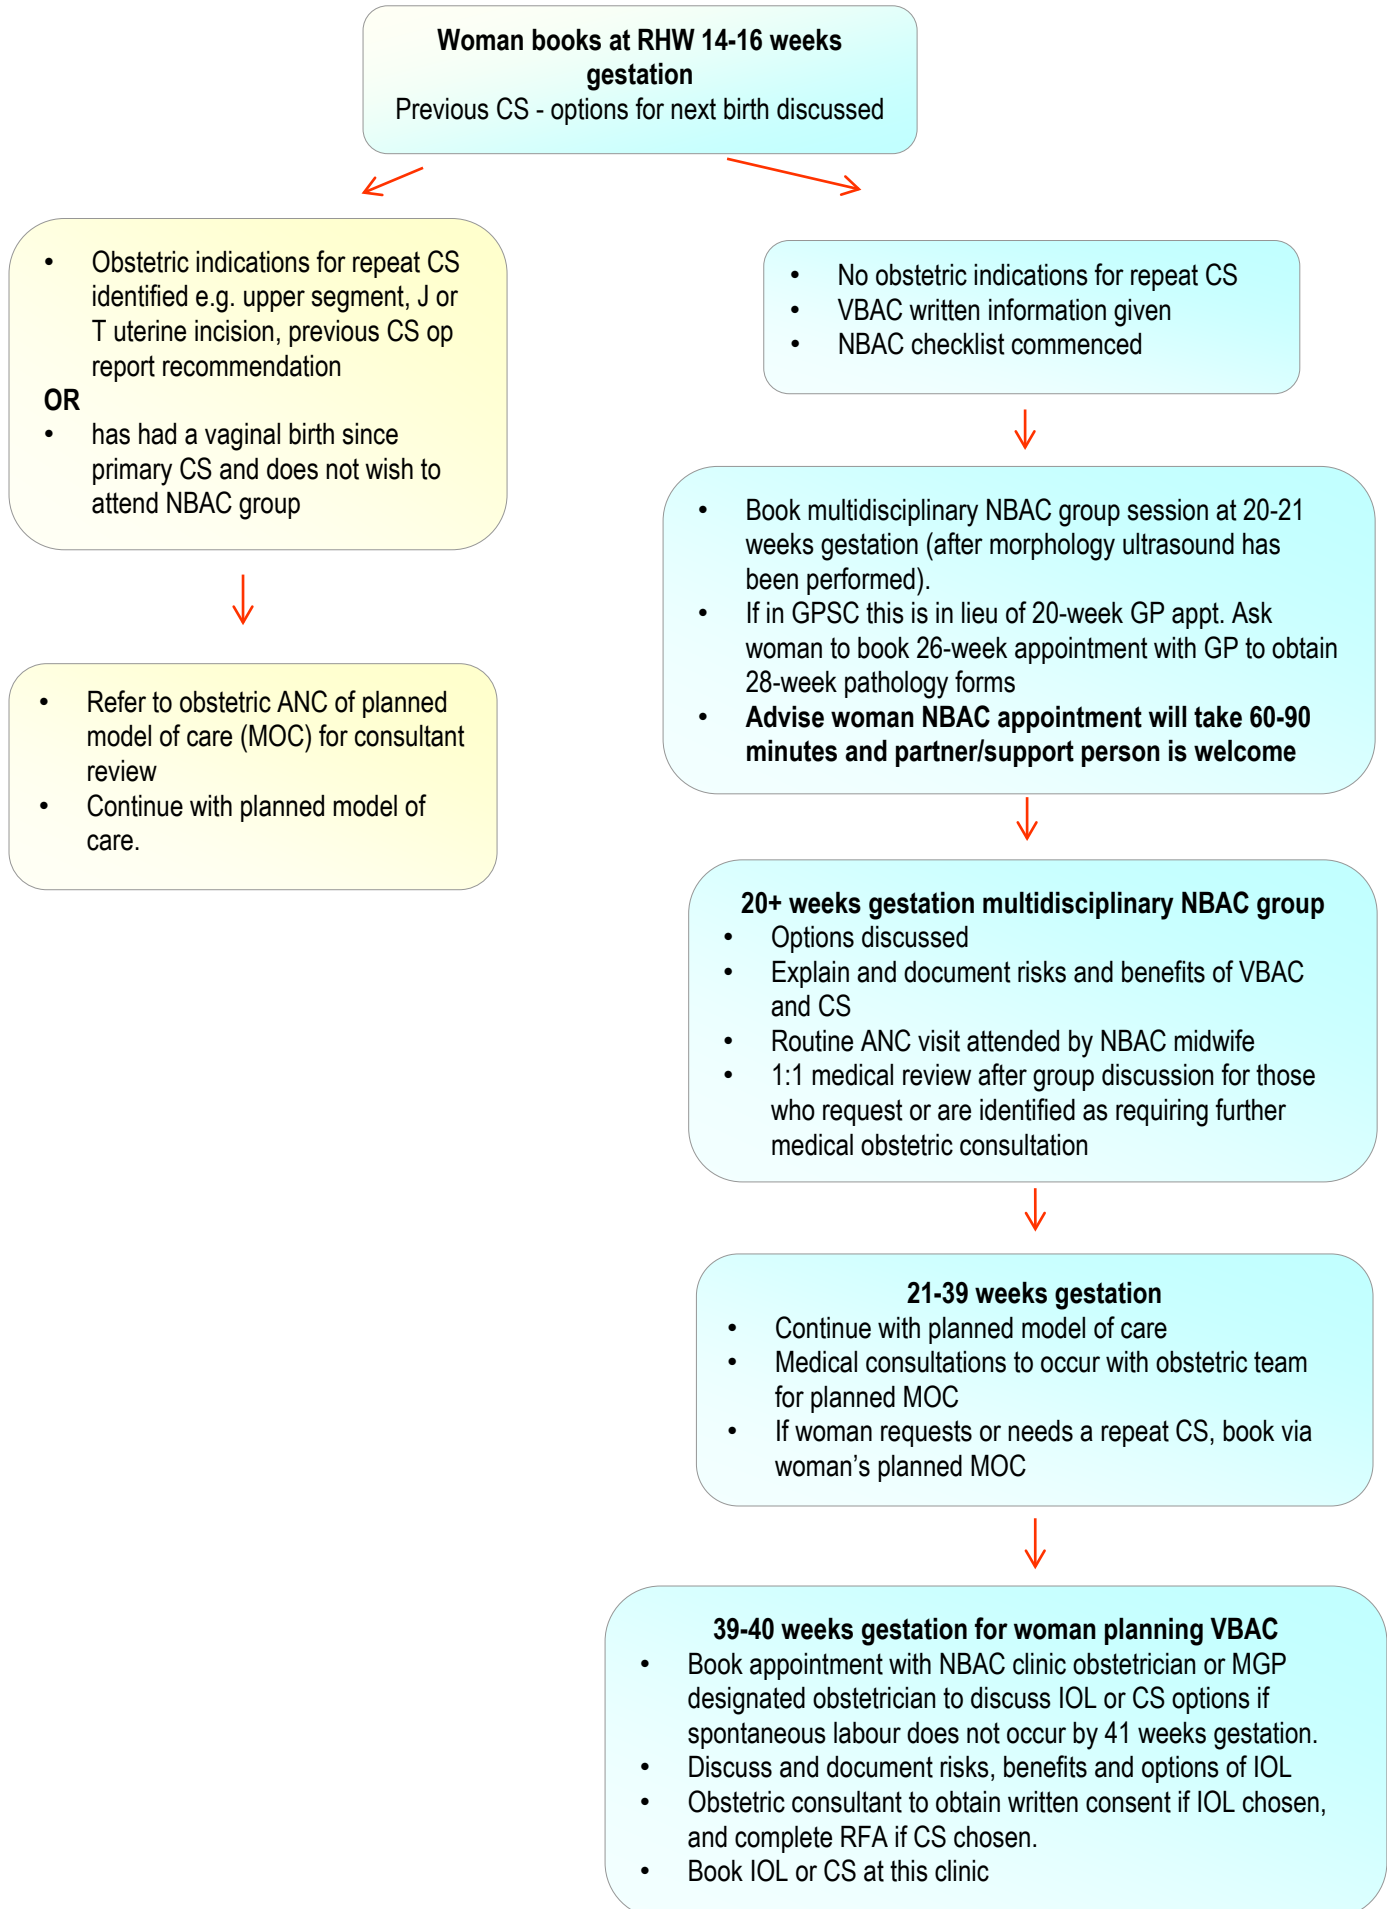 Woman books at RHW 14-16 weeks
gestation
Previous CS - options for next birth discussed
• Obstetric indications for repeat CS
identified e.g. upper segment, J or
T uterine incision, previous CS op
report recommendation
OR
• has had a vaginal birth since
primary CS and does not wish to
attend NBAC group
• Refer to obstetric ANC of planned
model of care (MOC) for consultant
review
• Continue with planned model of
care.
• No obstetric indications for repeat CS
• VBAC written information given
• NBAC checklist commenced
• Book multidisciplinary NBAC group session at 20-21
weeks gestation (after morphology ultrasound has
been performed).
• If in GPSC this is in lieu of 20-week GP appt. Ask
woman to book 26-week appointment with GP to obtain
28-week pathology forms
• Advise woman NBAC appointment will take 60-90
minutes and partner/support person is welcome
20+ weeks gestation multidisciplinary NBAC group
• Options discussed
• Explain and document risks and benefits of VBAC
and CS
• Routine ANC visit attended by NBAC midwife
• 1:1 medical review after group discussion for those
who request or are identified as requiring further
medical obstetric consultation
21-39 weeks gestation
• Continue with planned model of care
• Medical consultations to occur with obstetric team
for planned MOC
• If woman requests or needs a repeat CS, book via
woman's planned MOC
39-40 weeks gestation for woman planning VBAC
• Book appointment with NBAC clinic obstetrician or MGP
designated obstetrician to discuss IOL or CS options if
spontaneous labour does not occur by 41 weeks gestation.
• Discuss and document risks, benefits and options of IOL
• Obstetric consultant to obtain written consent if IOL chosen,
and complete RFA if CS chosen.
• Book IOL or CS at this clinic